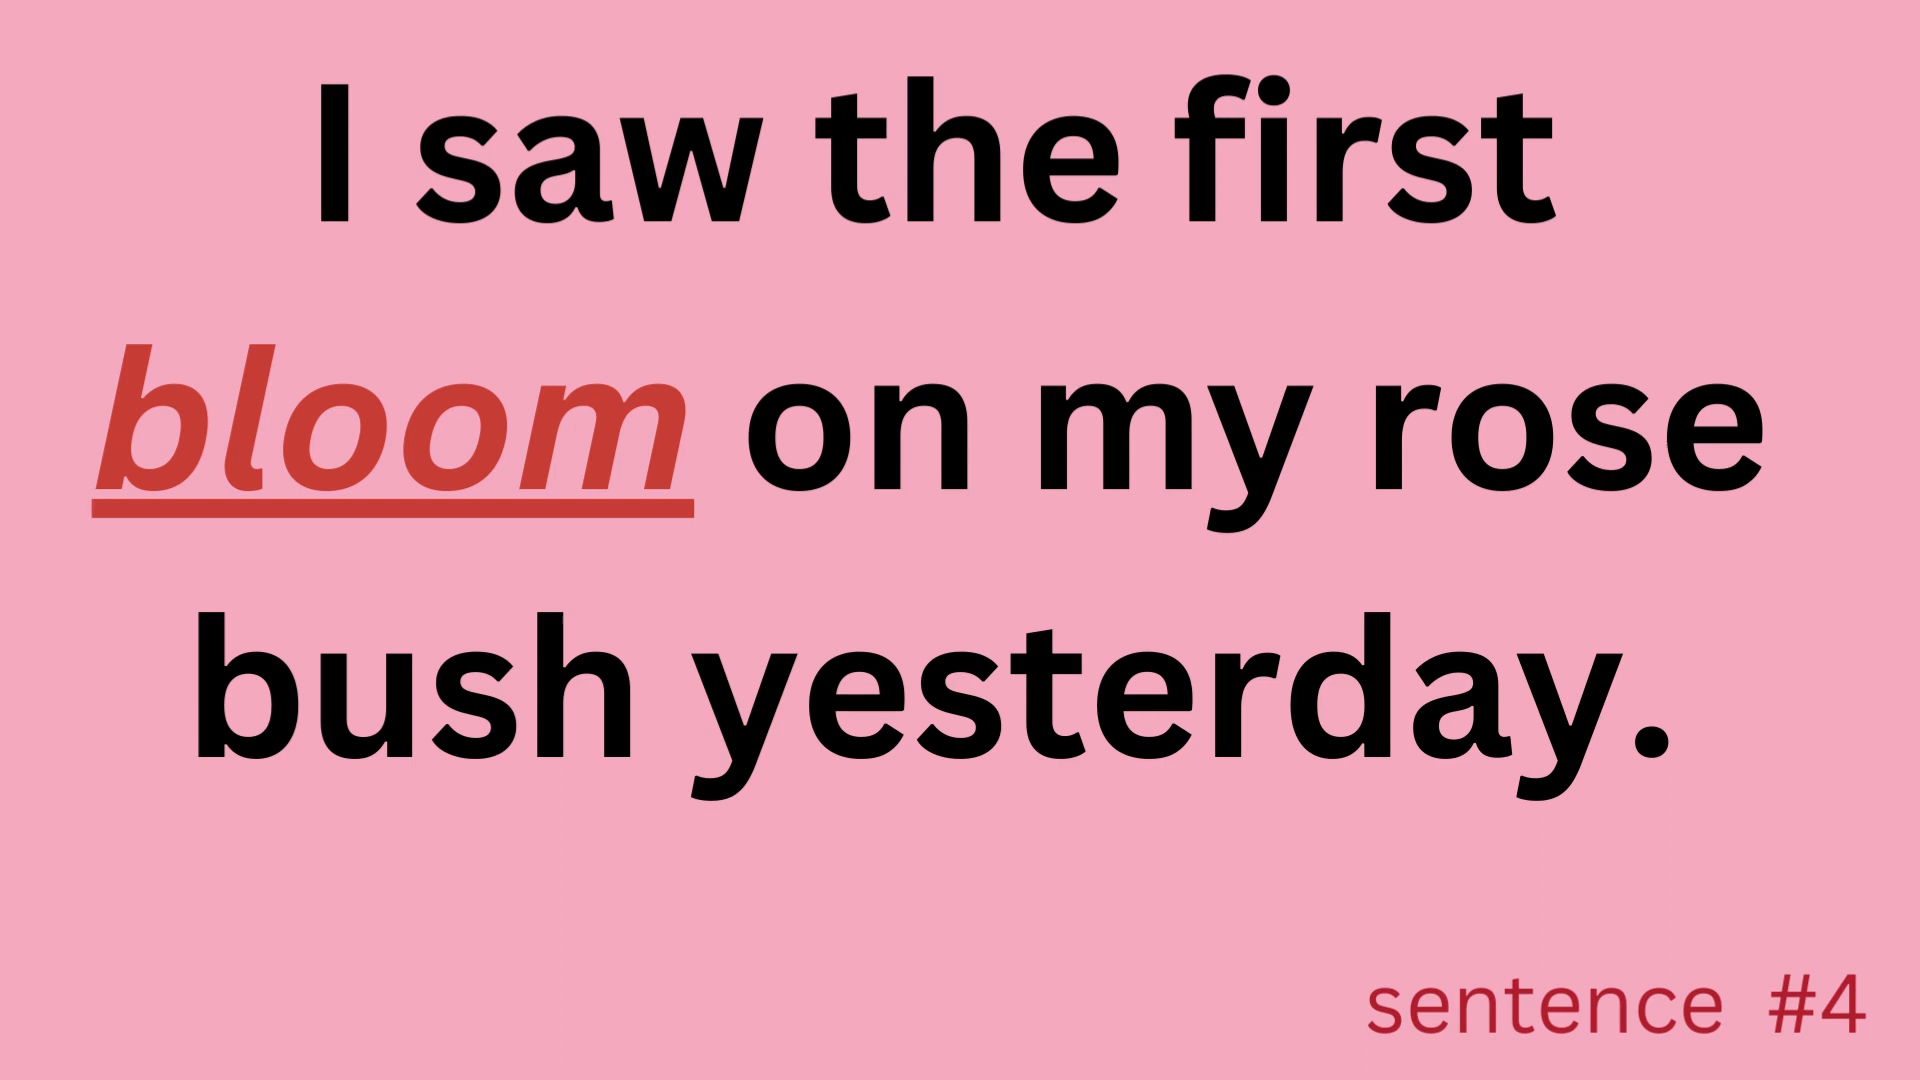 I saw the first
bloom on my rose
bush yesterday.
sentence #4